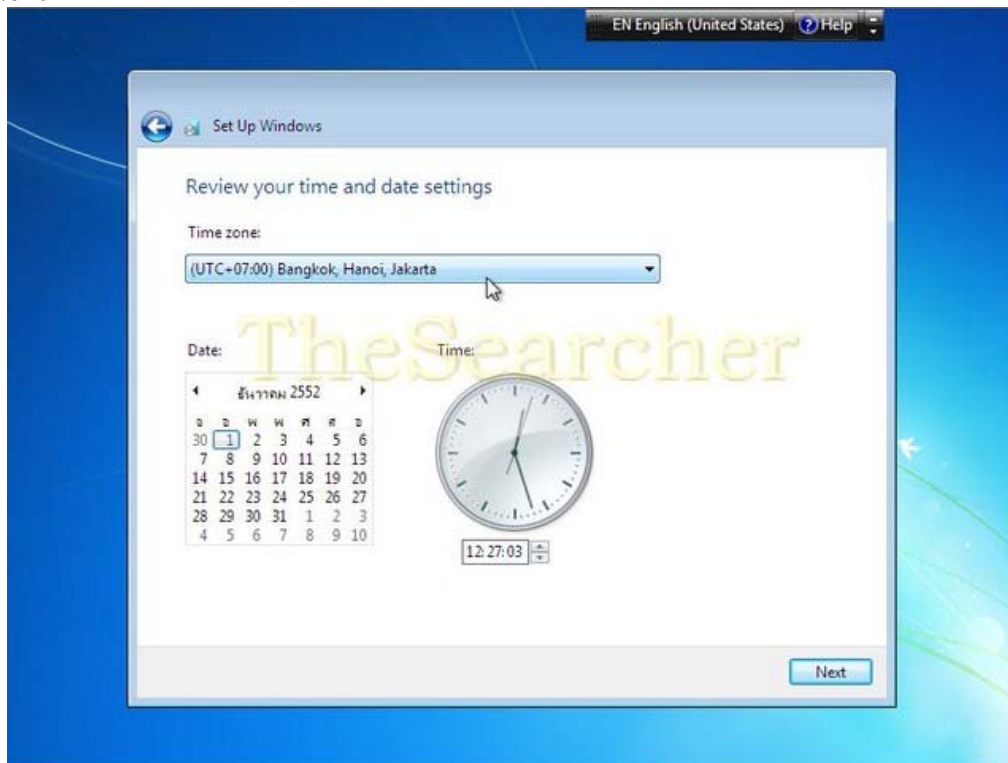 EN English (United States) Help
Set Up Windows
Review your time and date settings
Time zone:
(UTC+07:00) Bangkok, Hanoi, Jakarta
TheSearcher
Date: Time:
ธันวาคม 2552
จ อ พ พ ศ ส อ
30 1 2 3 4 5 6
7 8 9 10 11 12 13
14 15 16 17 18 19 20
21 22 23 24 25 26 27
28 29 30 31 1 2 3
4 5 6 7 8 9 10
12:27:03
Next